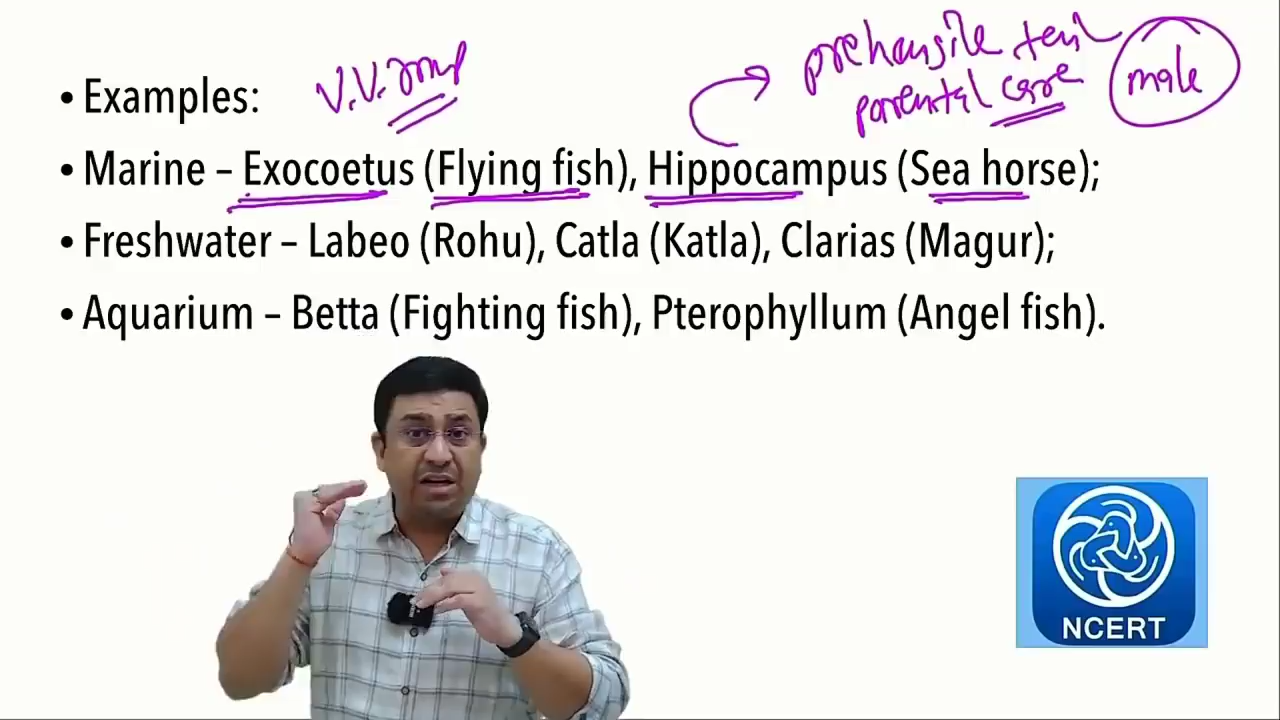 prehensile tail
V.V. Imp
parental care male
• Examples:
• Marine – Exocoetus (Flying fish), Hippocampus (Sea horse);
• Freshwater – Labeo (Rohu), Catla (Katla), Clarias (Magur);
• Aquarium – Betta (Fighting fish), Pterophyllum (Angel fish).
NCERT